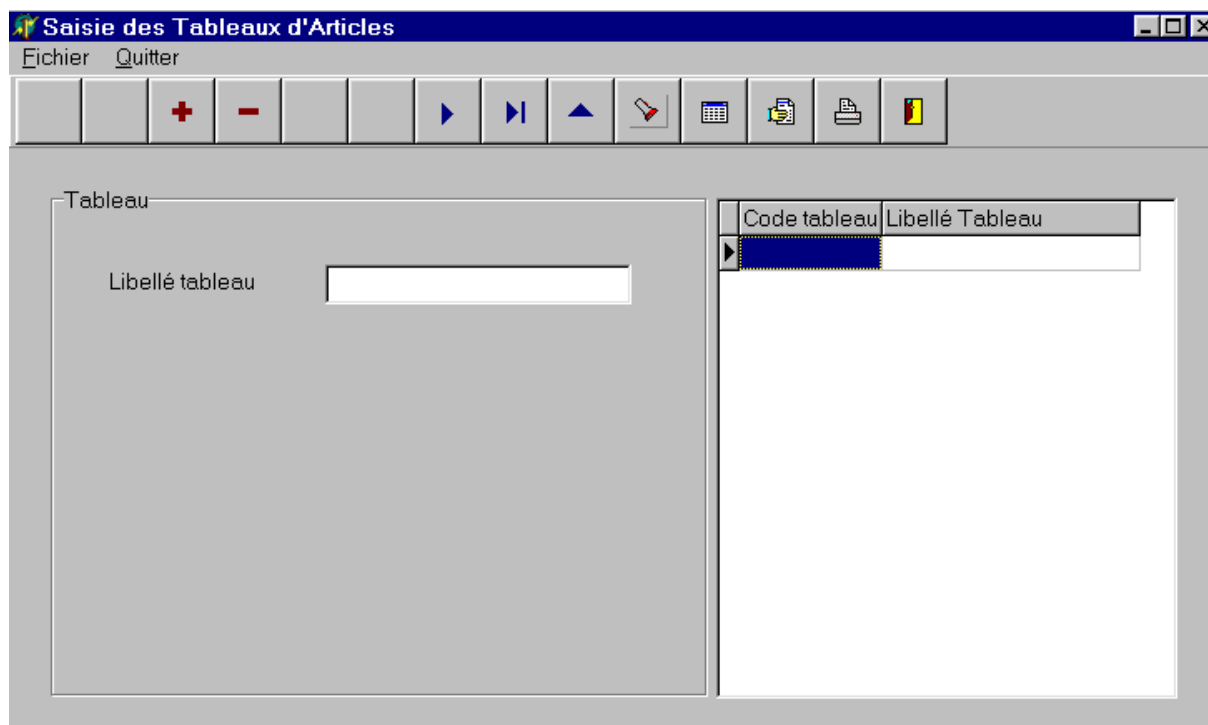 Saisie des Tableaux d'Articles
Fichier Quitter
Tableau
Libellé tableau
Code tableau Libellé Tableau